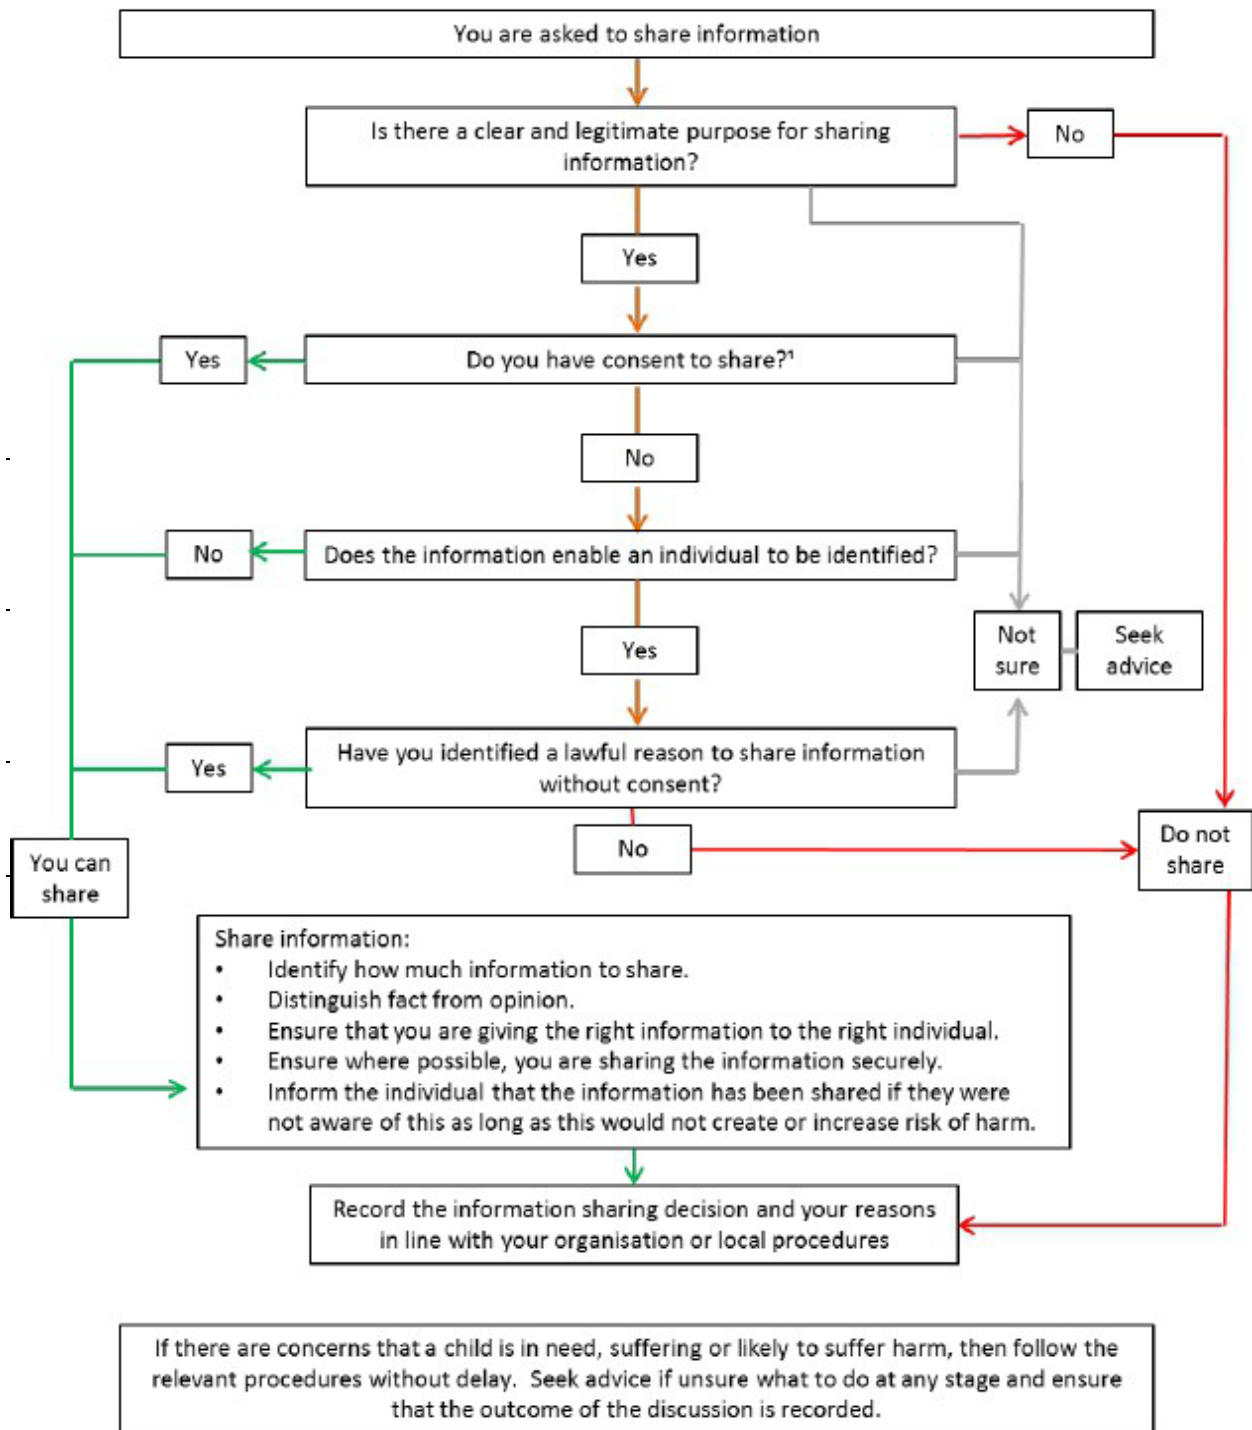 You are asked to share information
Is there a clear and legitimate purpose for sharing
information?
No
Yes
Yes
Do you have consent to share?¹
No
No
Does the information enable an individual to be identified?
Yes
Not
sure
Seek
advice
Yes
Have you identified a lawful reason to share information
without consent?
No
Do not
share
You can
share
Share information:
• Identify how much information to share.
• Distinguish fact from opinion.
• Ensure that you are giving the right information to the right individual.
• Ensure where possible, you are sharing the information securely.
• Inform the individual that the information has been shared if they were
not aware of this as long as this would not create or increase risk of harm.
Record the information sharing decision and your reasons
in line with your organisation or local procedures
If there are concerns that a child is in need, suffering or likely to suffer harm, then follow the
relevant procedures without delay. Seek advice if unsure what to do at any stage and ensure
that the outcome of the discussion is recorded.